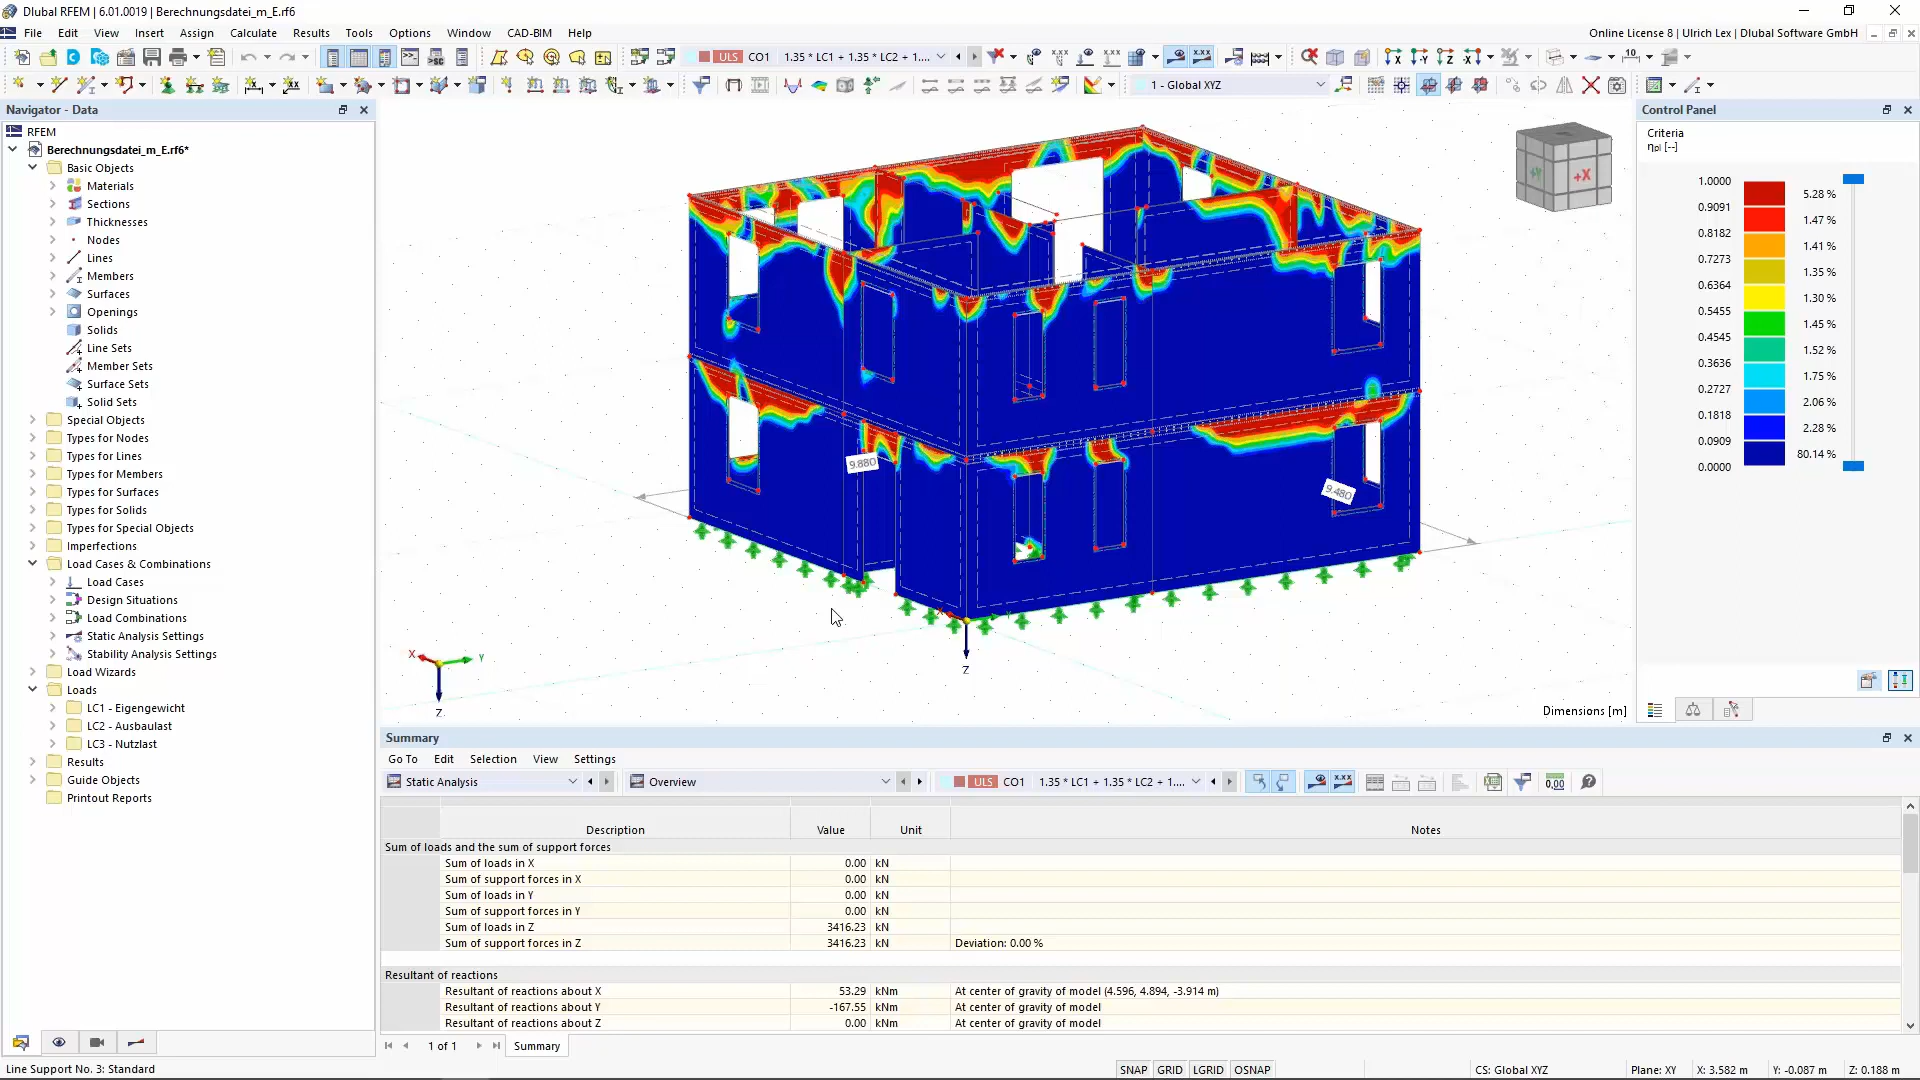 Dlubal RFEM | 6.01.0019 | Berechnungsdatei_m_E.rf6
File Edit View Insert Assign Calculate Results Tools Options Window CAD-BIM Help
Online License 8 | Ulrich Lex | Dlubal Software GmbH
ULS CO1 1.35 * LC1 + 1.35 * LC2 + 1....
1 - Global XYZ
Navigator - Data
RFEM
Berechnungsdatei_m_E.rf6*
Basic Objects
Materials
Sections
Thicknesses
Nodes
Lines
Members
Surfaces
Openings
Solids
Line Sets
Member Sets
Surface Sets
Solid Sets
Special Objects
Types for Nodes
Types for Lines
Types for Members
Types for Surfaces
Types for Solids
Types for Special Objects
Imperfections
Load Cases & Combinations
Load Cases
Design Situations
Load Combinations
Static Analysis Settings
Stability Analysis Settings
Load Wizards
Loads
LC1 - Eigengewicht
LC2 - Ausbaulast
LC3 - Nutzlast
Results
Guide Objects
Printout Reports
+Y +X
9.880
9.480
X Y
Z
Z
Dimensions [m]
Control Panel
Criteria
ηpl [--]
1.0000
5.28 %
0.9091
1.47 %
0.8182
1.41 %
0.7273
1.35 %
0.6364
1.30 %
0.5455
1.45 %
0.4545
1.52 %
0.3636
1.75 %
0.2727
2.06 %
0.1818
2.28 %
0.0909
80.14 %
0.0000
Summary
Go To Edit Selection View Settings
Static Analysis Overview ULS CO1 1.35 * LC1 + 1.35 * LC2 + 1....
Description Value Unit Notes
Sum of loads and the sum of support forces
Sum of loads in X 0.00 kN
Sum of support forces in X 0.00 kN
Sum of loads in Y 0.00 kN
Sum of support forces in Y 0.00 kN
Sum of loads in Z 3416.23 kN
Sum of support forces in Z 3416.23 kN Deviation: 0.00 %
Resultant of reactions
Resultant of reactions about X 53.29 kNm At center of gravity of model (4.596, 4.894, -3.914 m)
Resultant of reactions about Y -167.55 kNm At center of gravity of model
Resultant of reactions about Z 0.00 kNm At center of gravity of model
1 of 1 Summary
Line Support No. 3: Standard
SNAP GRID LGRID OSNAP
CS: Global XYZ Plane: XY X: 3.582 m Y: -0.087 m Z: 0.188 m